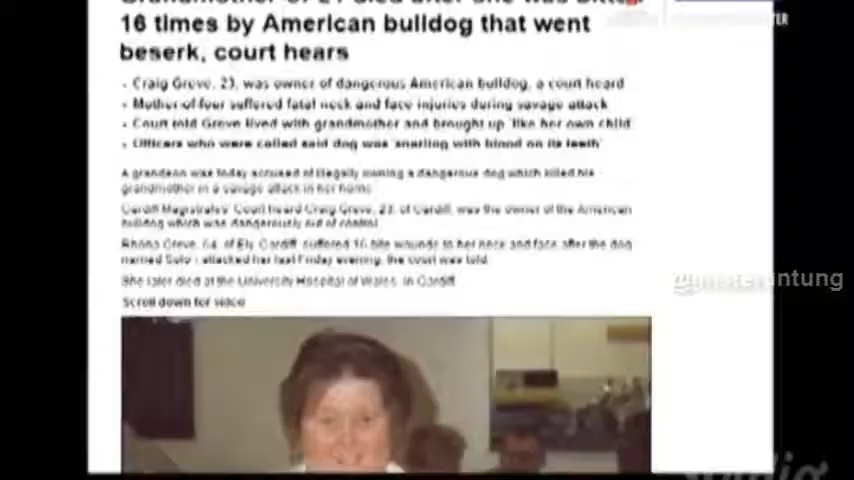 16 times by American bulldog that went
beserk, court hears
Craig Greve, 23, was owner of dangerous American bulldog, a court heard
Mother-of-four suffered fatal neck and face injuries during savage attack
Court told Greve lived with grandmother and brought up 'like her own child'
Officers who were called said dog was 'snarling with blood on its teeth'
A grandson was today accused of illegally owning a dangerous dog which killed his
grandmother in a savage attack in her home
Cardiff Magistrates' Court heard Craig Greve, 23, of Cardiff, was the owner of the American
bulldog which was dangerously out of control
Rhona Greve, 64, of Ely, Cardiff, suffered 16 bite wounds to her neck and face after the dog
named Solo - attacked her last Friday evening, the court was told
She later died at the University Hospital of Wales, in Cardiff
Scroll down for video